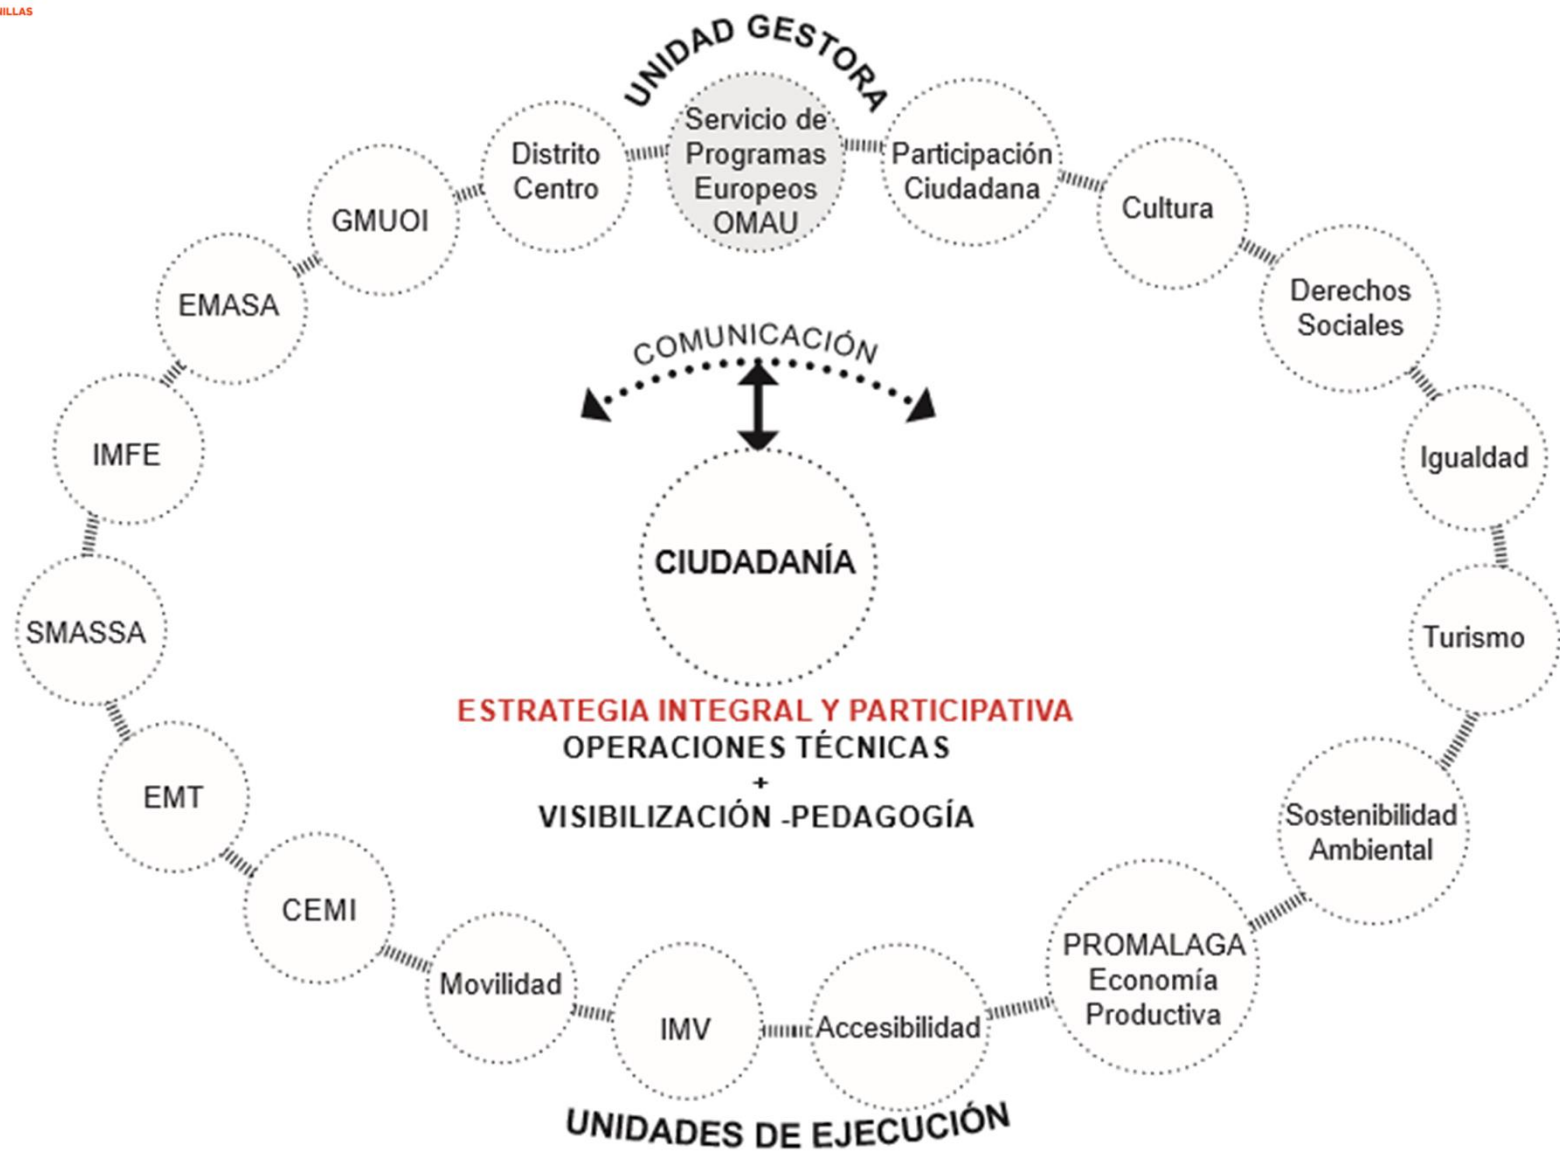 NILLAS
UNIDAD GESTORA
Servicio de
Programas
Europeos
OMAU
Participación
Ciudadana
Cultura
Derechos
Sociales
Igualdad
Turismo
Sostenibilidad
Ambiental
PROMALAGA
Economía
Productiva
Accesibilidad
IMV
Movilidad
CEMI
EMT
SMASSA
IMFE
EMASA
GMUOI
Distrito
Centro
COMUNICACIÓN
CIUDADANÍA
ESTRATEGIA INTEGRAL Y PARTICIPATIVA
OPERACIONES TÉCNICAS
+
VISIBILIZACIÓN -PEDAGOGÍA
UNIDADES DE EJECUCIÓN